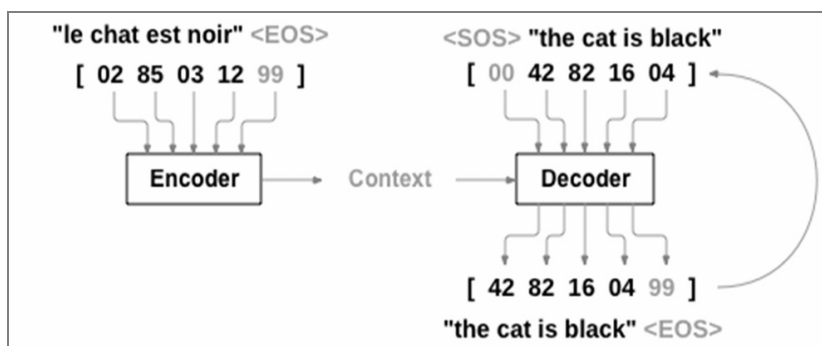 "le chat est noir" <EOS>
[ 02 85 03 12 99 ]
Encoder
Context
<SOS> "the cat is black"
[ 00 42 82 16 04 ]
Decoder
[ 42 82 16 04 99 ]
"the cat is black" <EOS>